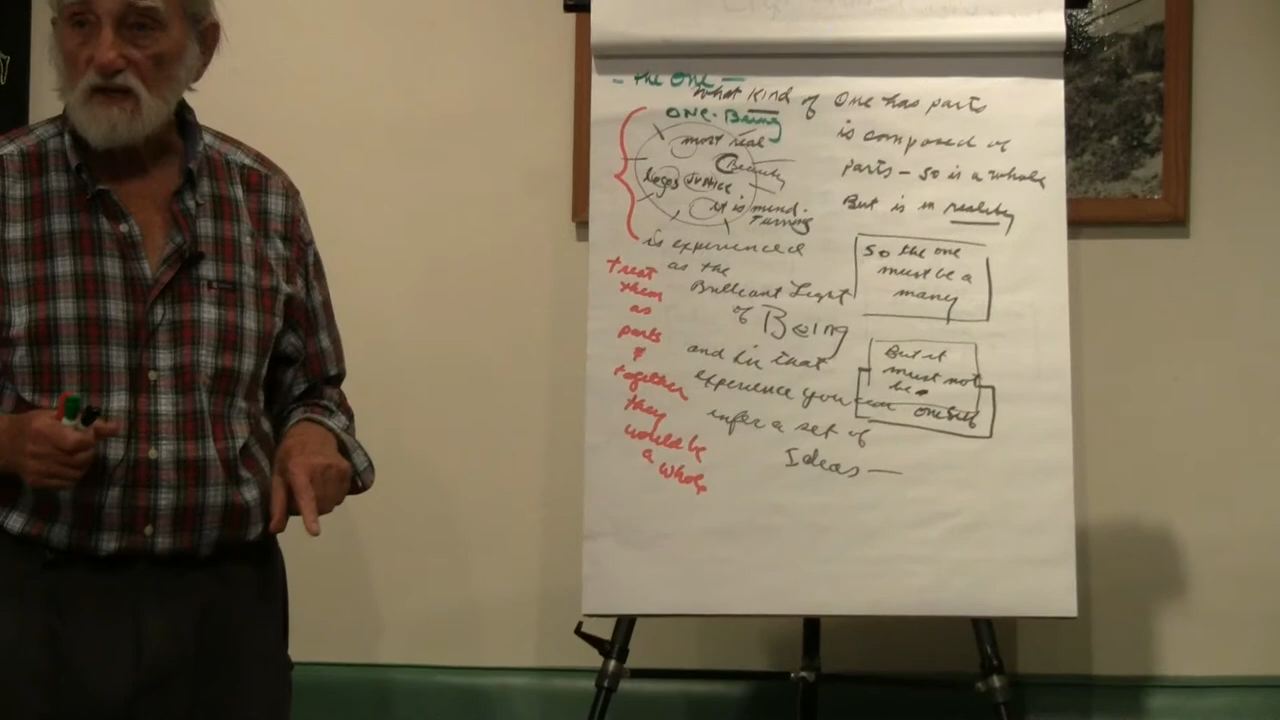 - the One -
what kind of One has parts
is composed of
parts - so is a whole
But is in reality
ONE. Being
most real
Beauty
Logos Justice
it is mind.
Turning
is experienced
as the
Brilliant Light
of Being
and in that
experience you can
infer a set of
Ideas —
treat
them
as
parts
&
together
they
would be
a
whole
So the one
must be a
many
But it
must not
be
oneself